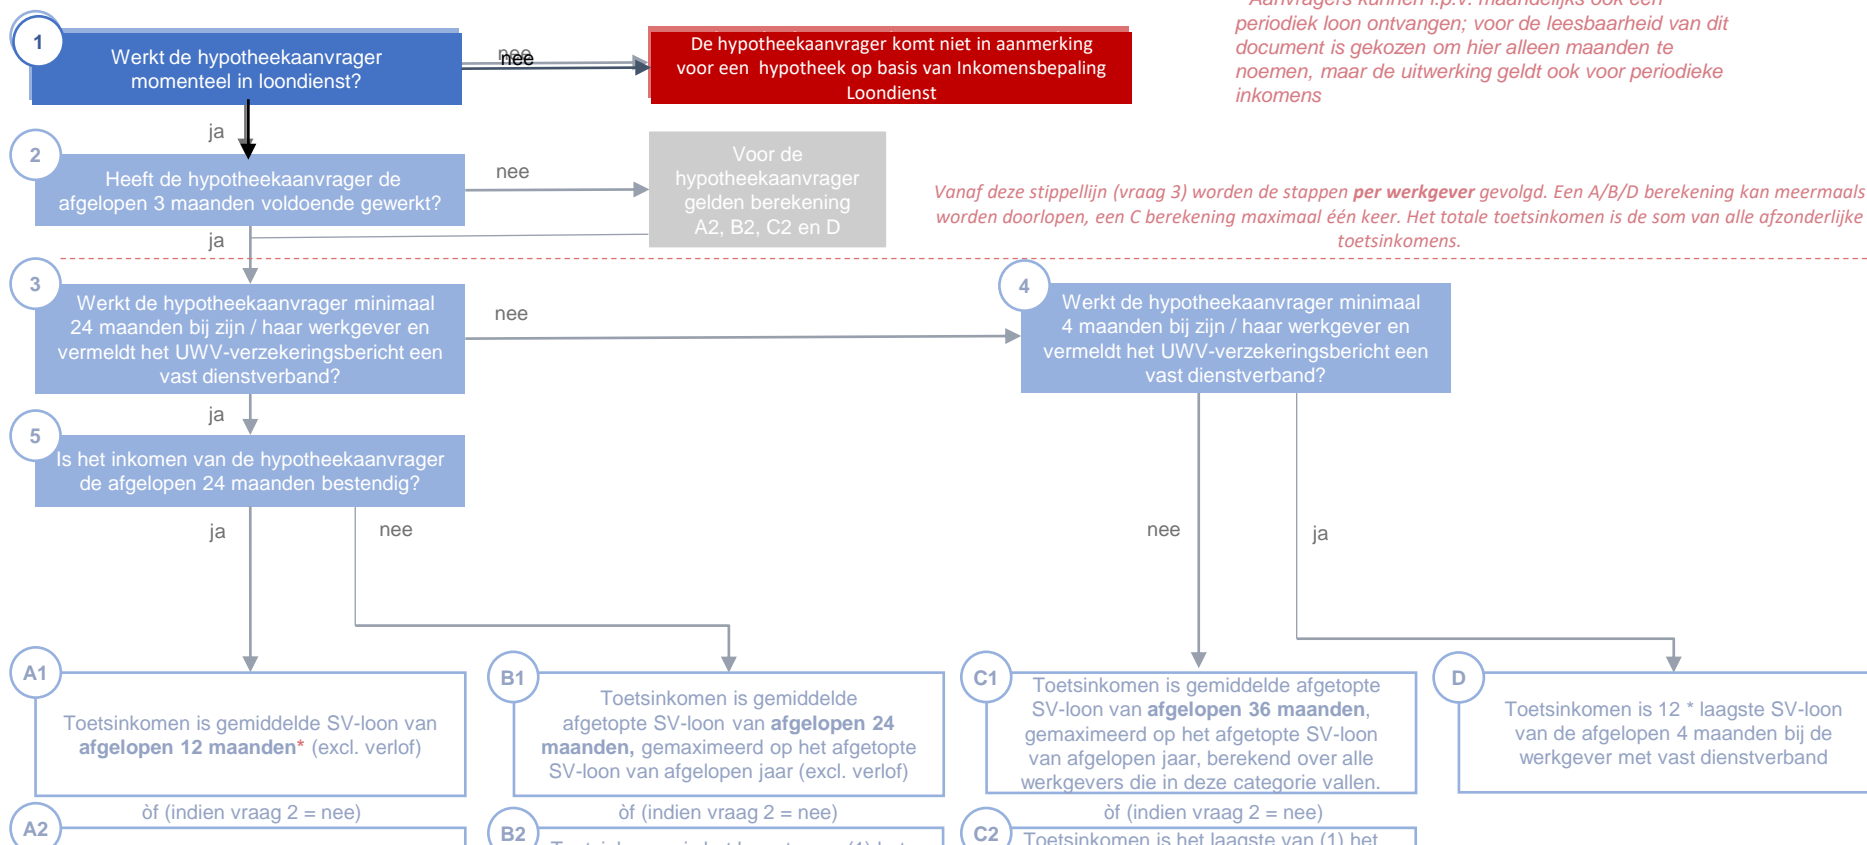 * Aanvragers kunnen i.p.v. maandelijks ook een
periodiek loon ontvangen; voor de leesbaarheid van dit
document is gekozen om hier alleen maanden te
noemen, maar de uitwerking geldt ook voor periodieke
inkomens
1
Werkt de hypotheekaanvrager
momenteel in loondienst?
nee
De hypotheekaanvrager komt niet in aanmerking
voor een hypotheek op basis van Inkomensbepaling
Loondienst
ja
2
Heeft de hypotheekaanvrager de
afgelopen 3 maanden voldoende gewerkt?
nee
Voor de
hypotheekaanvrager
gelden berekening
A2, B2, C2 en D
ja
Vanaf deze stippellijn (vraag 3) worden de stappen per werkgever gevolgd. Een A/B/D berekening kan meermaals
worden doorlopen, een C berekening maximaal één keer. Het totale toetsinkomen is de som van alle afzonderlijke
toetsinkomens.
3
Werkt de hypotheekaanvrager minimaal
24 maanden bij zijn / haar werkgever en
vermeldt het UWV-verzekeringsbericht een
vast dienstverband?
nee
4
Werkt de hypotheekaanvrager minimaal
4 maanden bij zijn / haar werkgever en
vermeldt het UWV-verzekeringsbericht een
vast dienstverband?
ja
5
Is het inkomen van de hypotheekaanvrager
de afgelopen 24 maanden bestendig?
ja
nee
nee
ja
A1
Toetsinkomen is gemiddelde SV-loon van
afgelopen 12 maanden* (excl. verlof)
B1
Toetsinkomen is gemiddelde
afgetopte SV-loon van afgelopen 24
maanden, gemaximeerd op het afgetopte
SV-loon van afgelopen jaar (excl. verlof)
C1
Toetsinkomen is gemiddelde afgetopte
SV-loon van afgelopen 36 maanden,
gemaximeerd op het afgetopte SV-loon
van afgelopen jaar, berekend over alle
werkgevers die in deze categorie vallen.
D
Toetsinkomen is 12 * laagste SV-loon
van de afgelopen 4 maanden bij de
werkgever met vast dienstverband
òf (indien vraag 2 = nee)
òf (indien vraag 2 = nee)
òf (indien vraag 2 = nee)
A2
B2
C2
Toetsinkomen is het laagste van (1) het